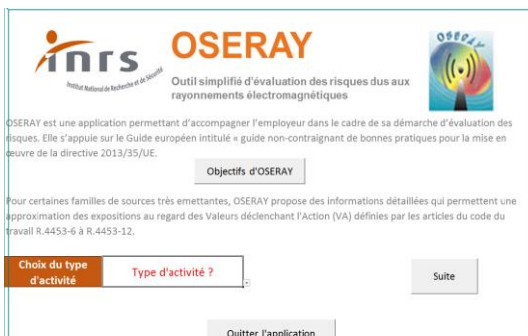 inrs
Institut National de Recherche et de Sécurité
OSERAY
Outil simplifié d'évaluation des risques dus aux
rayonnements électromagnétiques
OSERAY
OSERAY est une application permettant d'accompagner l'employeur dans le cadre de sa démarche d'évaluation des
risques. Elle s'appuie sur le Guide européen intitulé « guide non-contraignant de bonnes pratiques pour la mise en
œuvre de la directive 2013/35/UE.
Objectifs d'OSERAY
Pour certaines familles de sources très émettantes, OSERAY propose des informations détaillées qui permettent une
approximation des expositions au regard des Valeurs déclenchant l'Action (VA) définies par les articles du code du
travail R.4453-6 à R.4453-12.
Choix du type
d'activité
Type d'activité ?
Suite
Quitter l'application